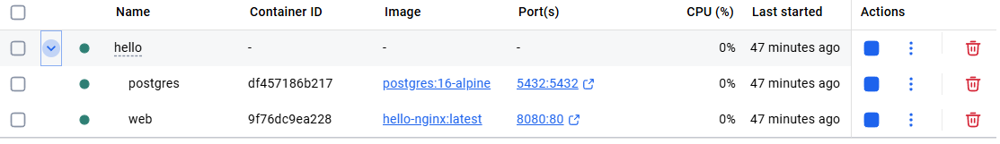 Name Container ID Image Port(s) CPU (%) Last started Actions
hello - - - 0% 47 minutes ago
postgres df457186b217 postgres:16-alpine 5432:5432 0% 47 minutes ago
web 9f76dc9ea228 hello-nginx:latest 8080:80 0% 47 minutes ago